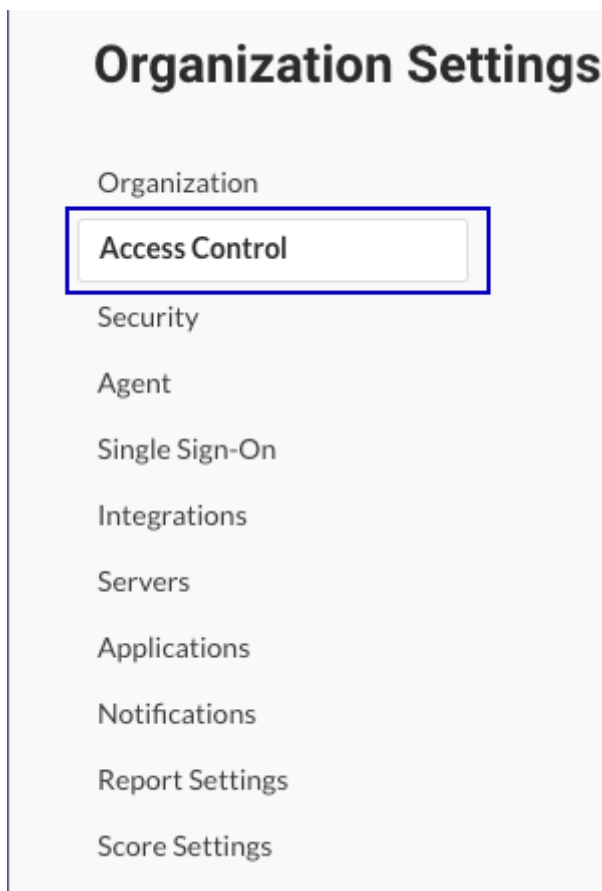 Organization Settings
Organization
Access Control
Security
Agent
Single Sign-On
Integrations
Servers
Applications
Notifications
Report Settings
Score Settings